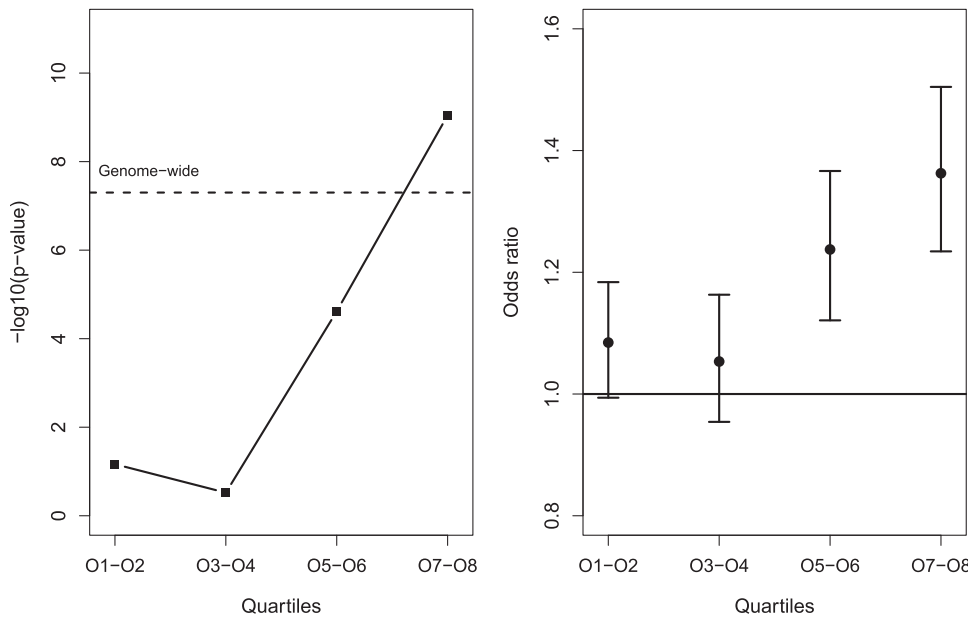 10
8
6
4
2
0
−log10(p−value)
Genome−wide
O1−O2 O3−O4 O5−O6 O7−O8
Quartiles
1.6
1.4
1.2
1.0
0.8
Odds ratio
O1−O2 O3−O4 O5−O6 O7−O8
Quartiles